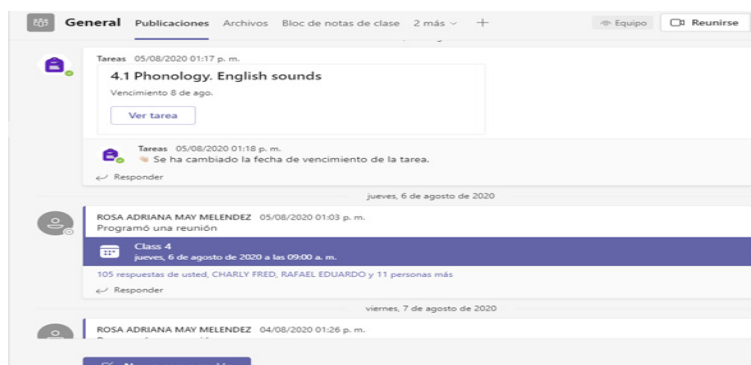 General Publicaciones Archivos Bloc de notas de clase 2 más Equipo Reunirse
Tareas 05/08/2020 01:17 p. m.
4.1 Phonology. English sounds
Vencimiento 8 de ago.
Ver tarea
Tareas 05/08/2020 01:18 p. m.
Se ha cambiado la fecha de vencimiento de la tarea.
Responder
jueves, 6 de agosto de 2020
ROSA ADRIANA MAY MELENDEZ 05/08/2020 01:03 p. m.
Programó una reunión
Class 4
jueves, 6 de agosto de 2020 a las 09:00 a. m.
105 respuestas de usted, CHARLY FRED, RAFAEL EDUARDO y 11 personas más
Responder
viernes, 7 de agosto de 2020
ROSA ADRIANA MAY MELENDEZ 04/08/2020 01:26 p. m.